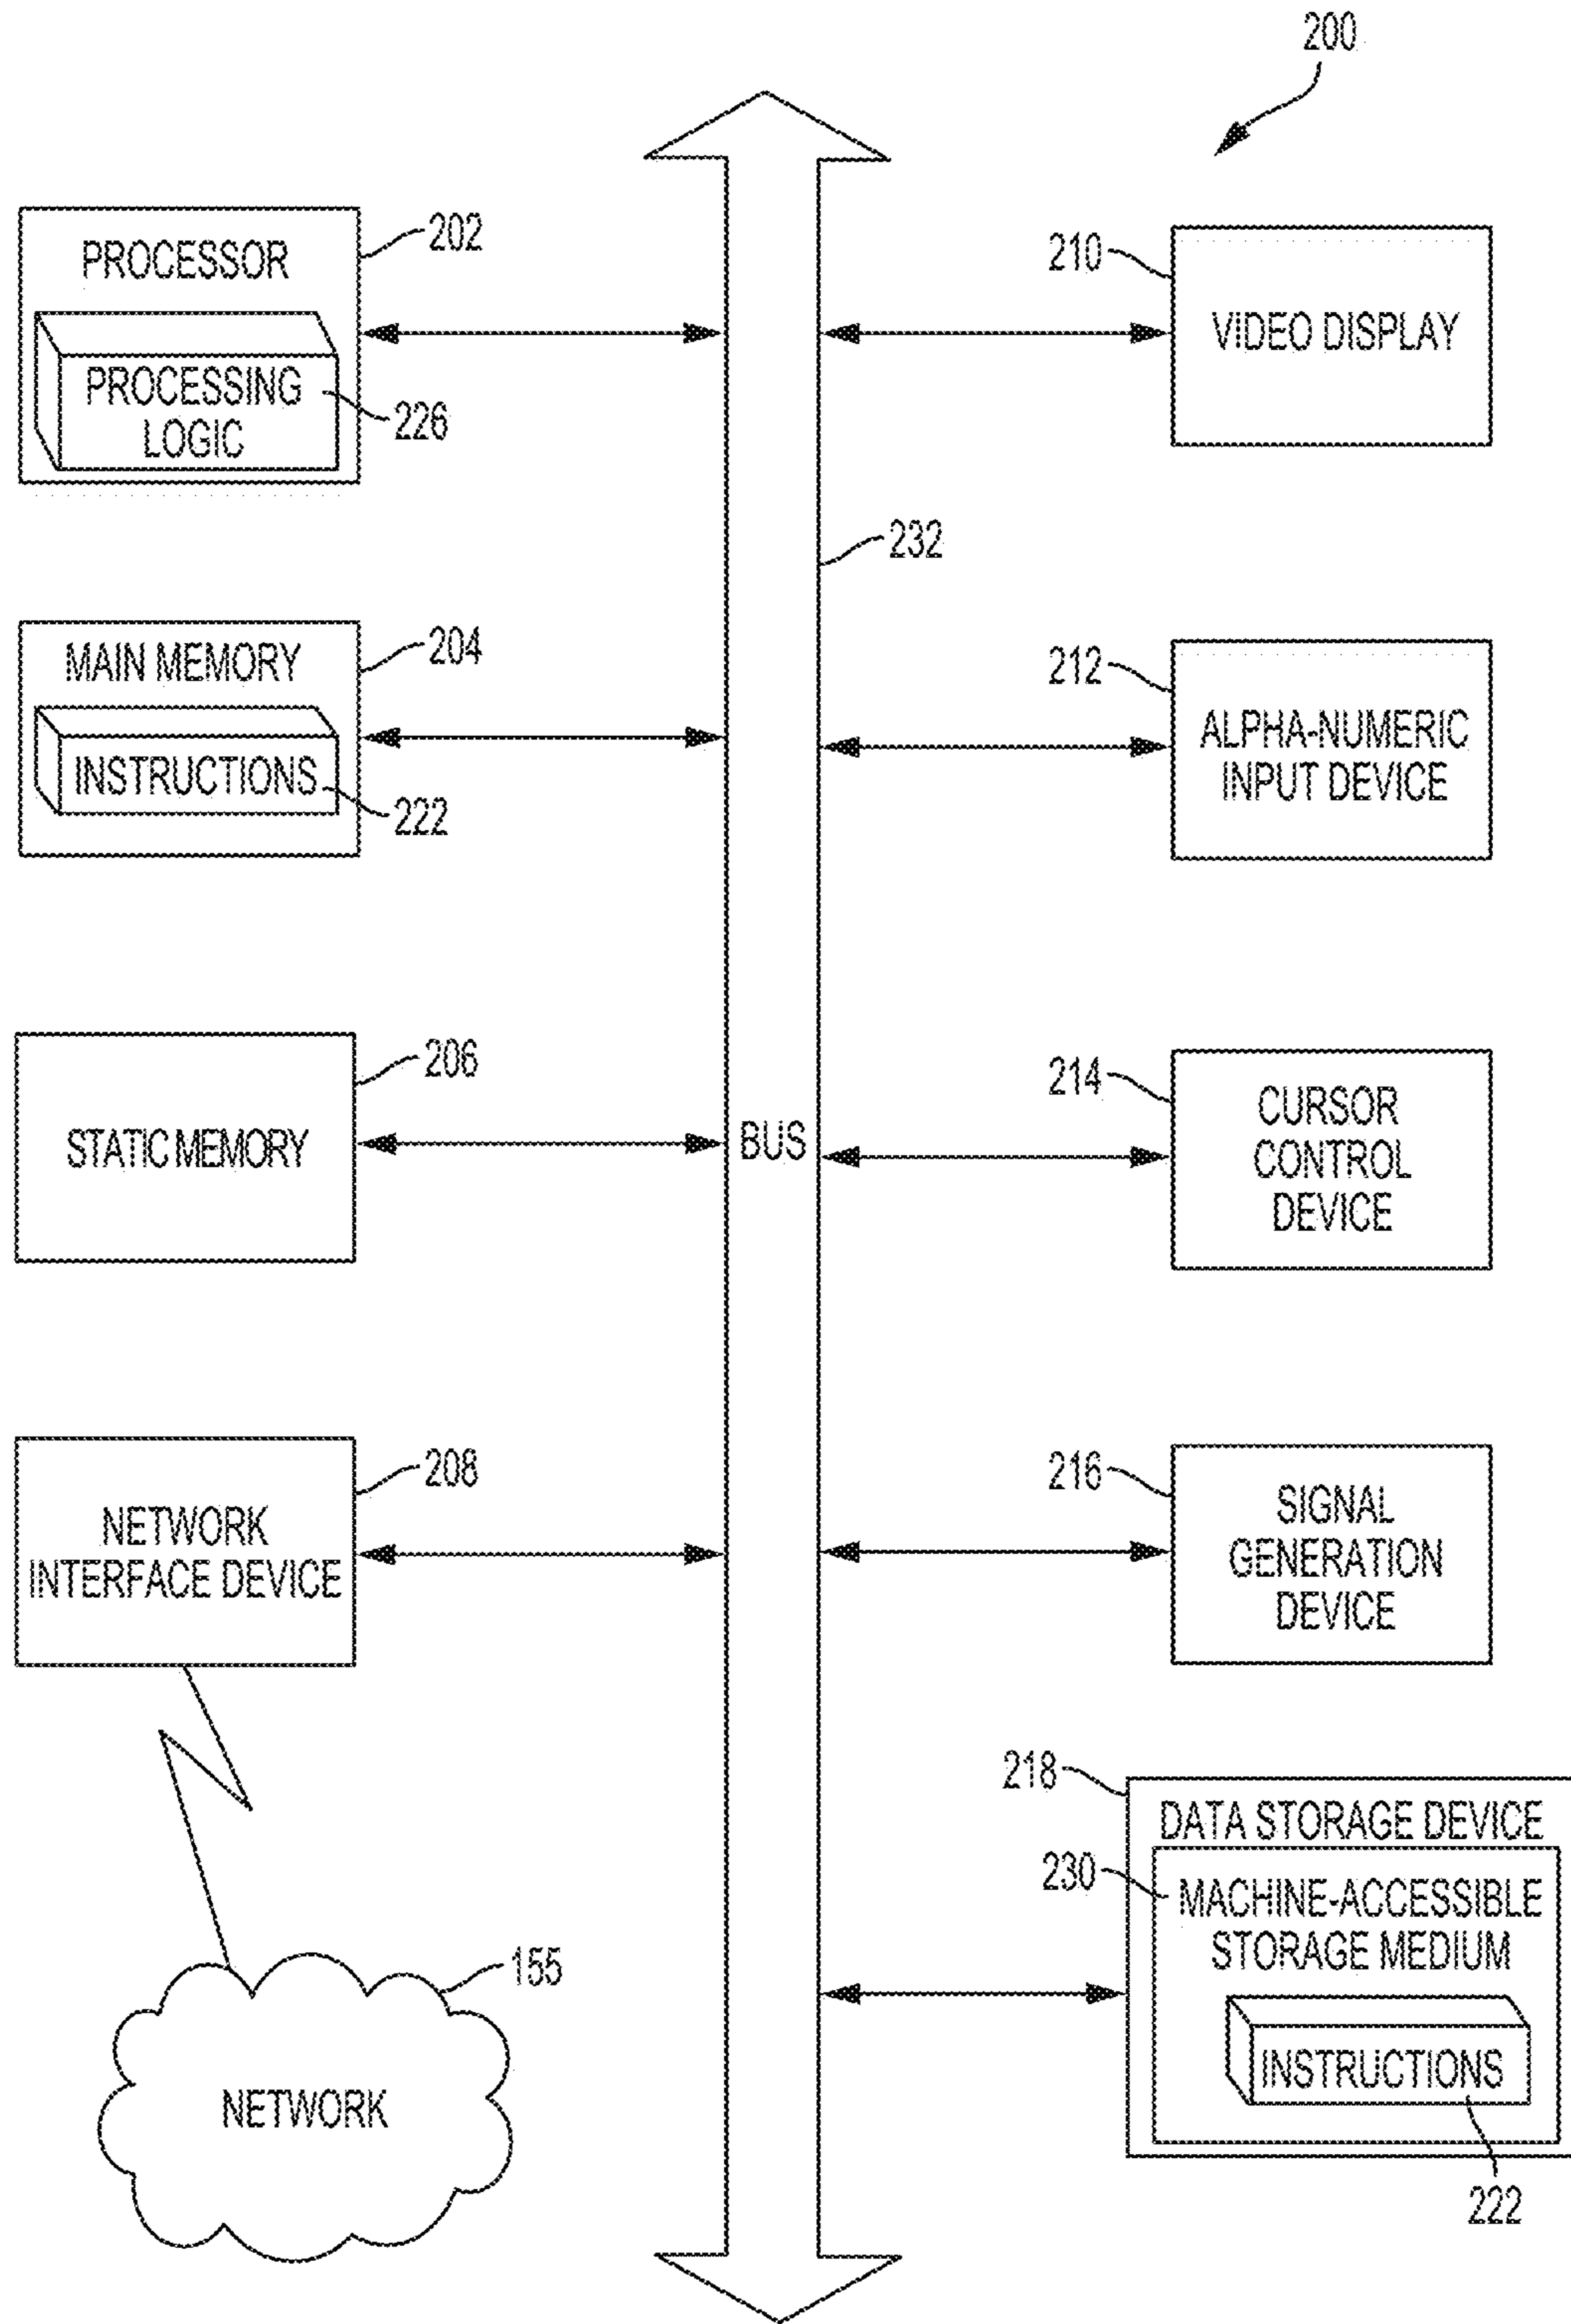 200
202
PROCESSOR
PROCESSING
LOGIC
226
210
VIDEO DISPLAY
232
204
MAIN MEMORY
INSTRUCTIONS
222
212
ALPHA-NUMERIC
INPUT DEVICE
206
STATIC MEMORY
BUS
214
CURSOR
CONTROL
DEVICE
208
NETWORK
INTERFACE DEVICE
216
SIGNAL
GENERATION
DEVICE
218
DATA STORAGE DEVICE
230
MACHINE-ACCESSIBLE
STORAGE MEDIUM
INSTRUCTIONS
222
155
NETWORK